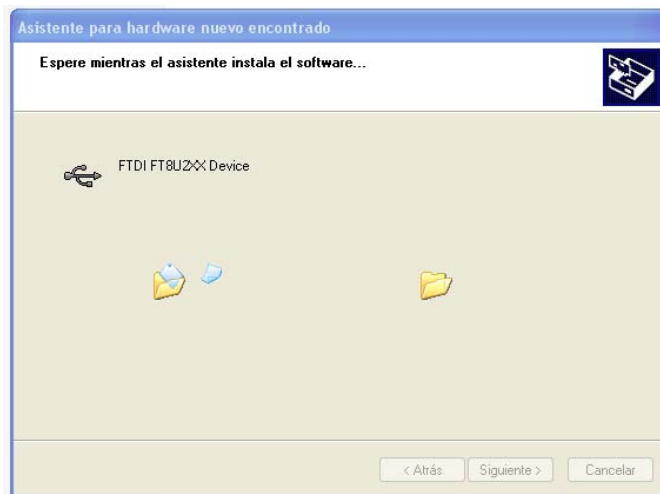 Asistente para hardware nuevo encontrado
Espere mientras el asistente instala el software...
FTDI FT8U2XX Device
< Atrás Siguiente > Cancelar